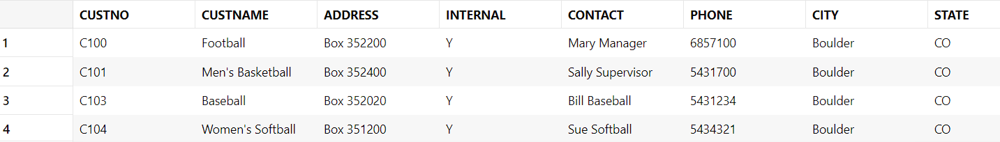 CUSTNO CUSTNAME ADDRESS INTERNAL CONTACT PHONE CITY STATE
1 C100 Football Box 352200 Y Mary Manager 6857100 Boulder CO
2 C101 Men's Basketball Box 352400 Y Sally Supervisor 5431700 Boulder CO
3 C103 Baseball Box 352020 Y Bill Baseball 5431234 Boulder CO
4 C104 Women's Softball Box 351200 Y Sue Softball 5434321 Boulder CO